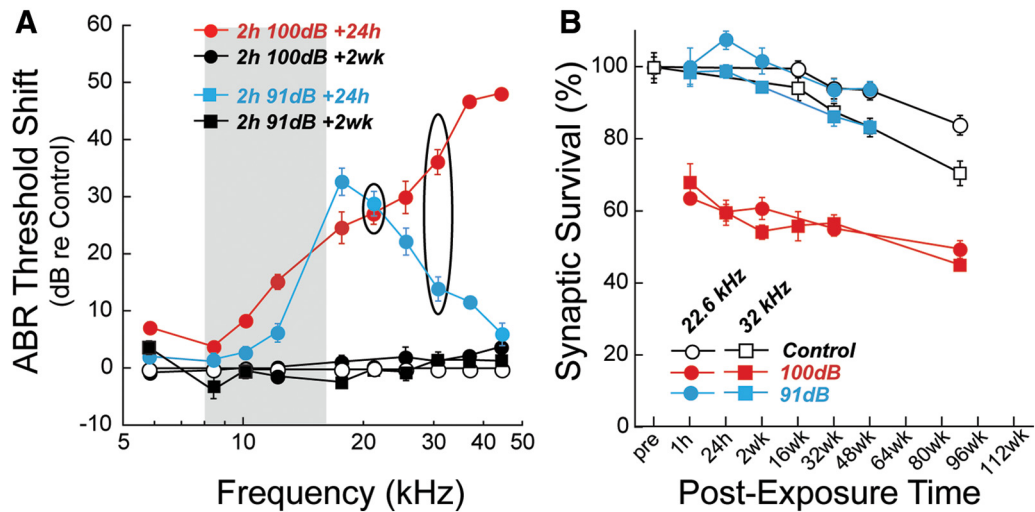 A
2h 100dB +24h
2h 100dB +2wk
2h 91dB +24h
2h 91dB +2wk
ABR Threshold Shift
(dB re Control)
60
50
40
30
20
10
0
-10
5
10
20
30
40
50
Frequency (kHz)
B
Synaptic Survival (%)
100
80
60
40
20
0
22.6 kHz
32 kHz
Control
100dB
91dB
pre
1h
24h
2wk
16wk
32wk
48wk
64wk
80wk
96wk
112wk
Post-Exposure Time